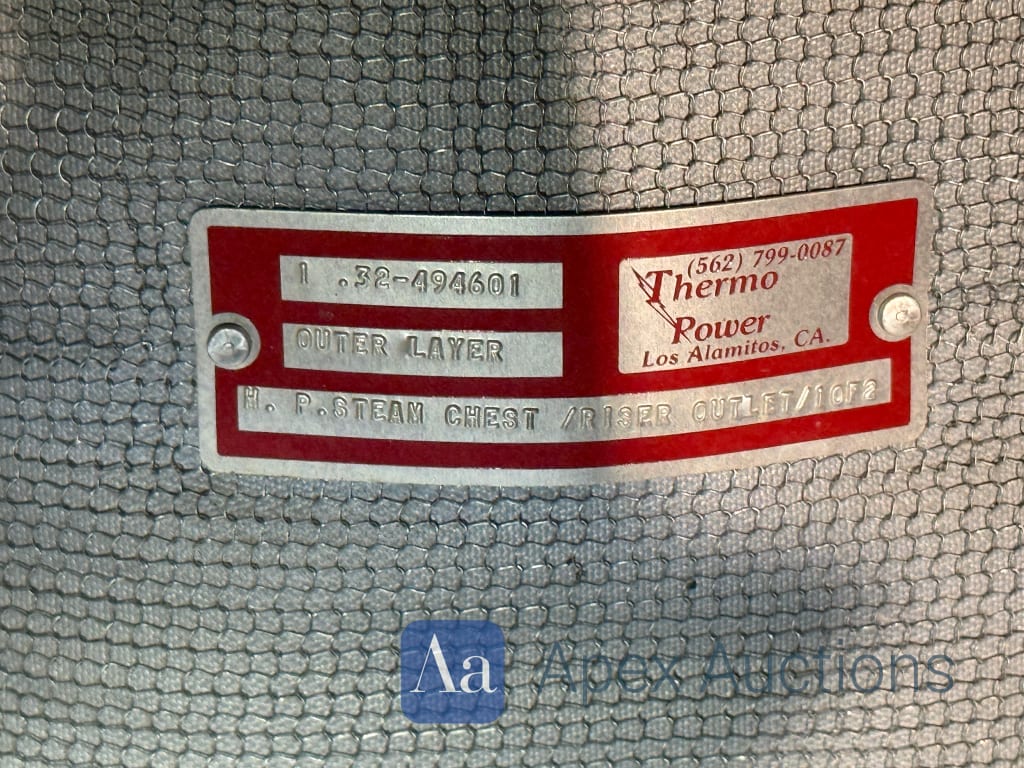 1 .32-494601
OUTER LAYER
H. P.STEAM CHEST /RISER OUTLET/1OF2
(562) 799-0087
Thermo
Power
Los Alamitos, CA.
Aa Apex Auctions